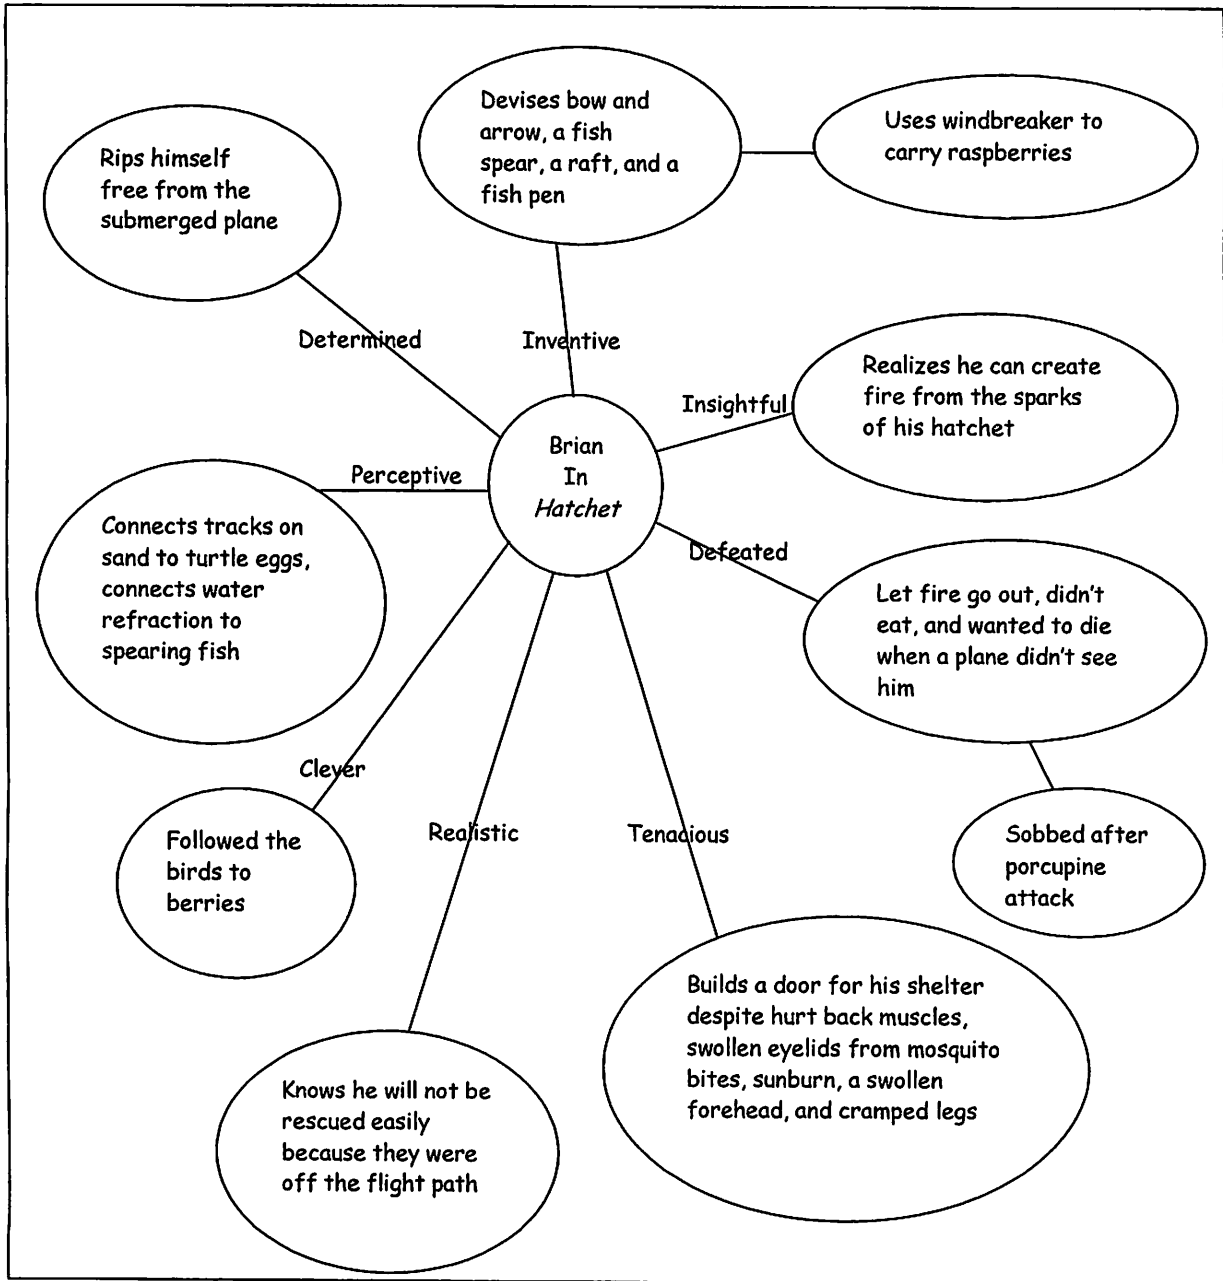 Devises bow and
arrow, a fish
spear, a raft, and a
fish pen
Uses windbreaker to
carry raspberries
Rips himself
free from the
submerged plane
Determined
Inventive
Insightful
Realizes he can create
fire from the sparks
of his hatchet
Brian
In
Hatchet
Perceptive
Connects tracks on
sand to turtle eggs,
connects water
refraction to
spearing fish
Defeated
Let fire go out, didn't
eat, and wanted to die
when a plane didn't see
him
Clever
Followed the
birds to
berries
Realistic
Tenacious
Sobbed after
porcupine
attack
Builds a door for his shelter
despite hurt back muscles,
swollen eyelids from mosquito
bites, sunburn, a swollen
forehead, and cramped legs
Knows he will not be
rescued easily
because they were
off the flight path